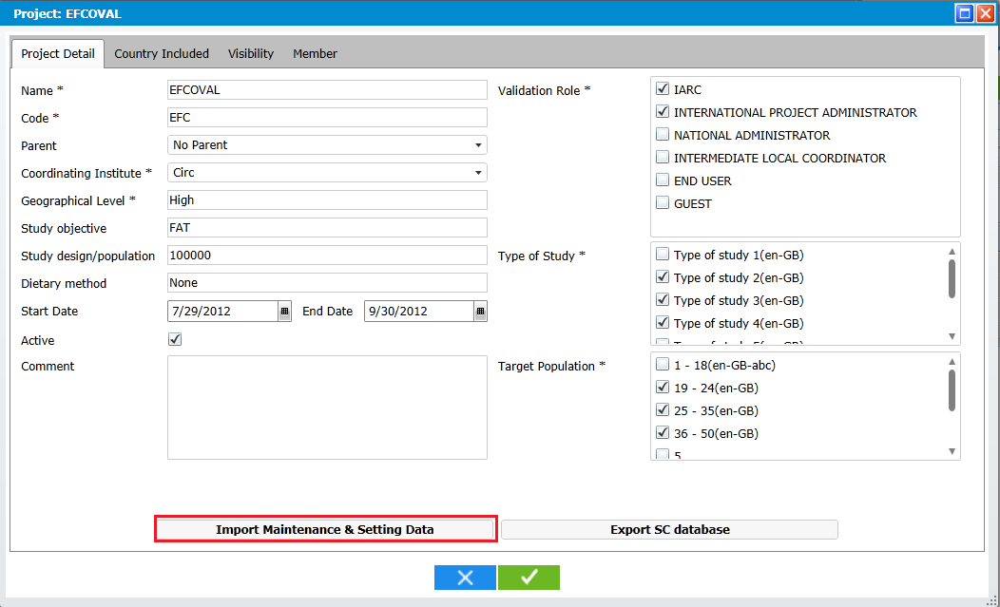 Project: EFCOVAL
Project Detail Country Included Visibility Member
Name * EFCOVAL
Code * EFC
Parent No Parent
Coordinating Institute * Circ
Geographical Level * High
Study objective FAT
Study design/population 100000
Dietary method None
Start Date 7/29/2012 End Date 9/30/2012
Active
Comment
Validation Role *
IARC
INTERNATIONAL PROJECT ADMINISTRATOR
NATIONAL ADMINISTRATOR
INTERMEDIATE LOCAL COORDINATOR
END USER
GUEST
Type of Study *
Type of study 1(en-GB)
Type of study 2(en-GB)
Type of study 3(en-GB)
Type of study 4(en-GB)
Target Population *
1 - 18(en-GB-abc)
19 - 24(en-GB)
25 - 35(en-GB)
36 - 50(en-GB)
5
Import Maintenance & Setting Data Export SC database